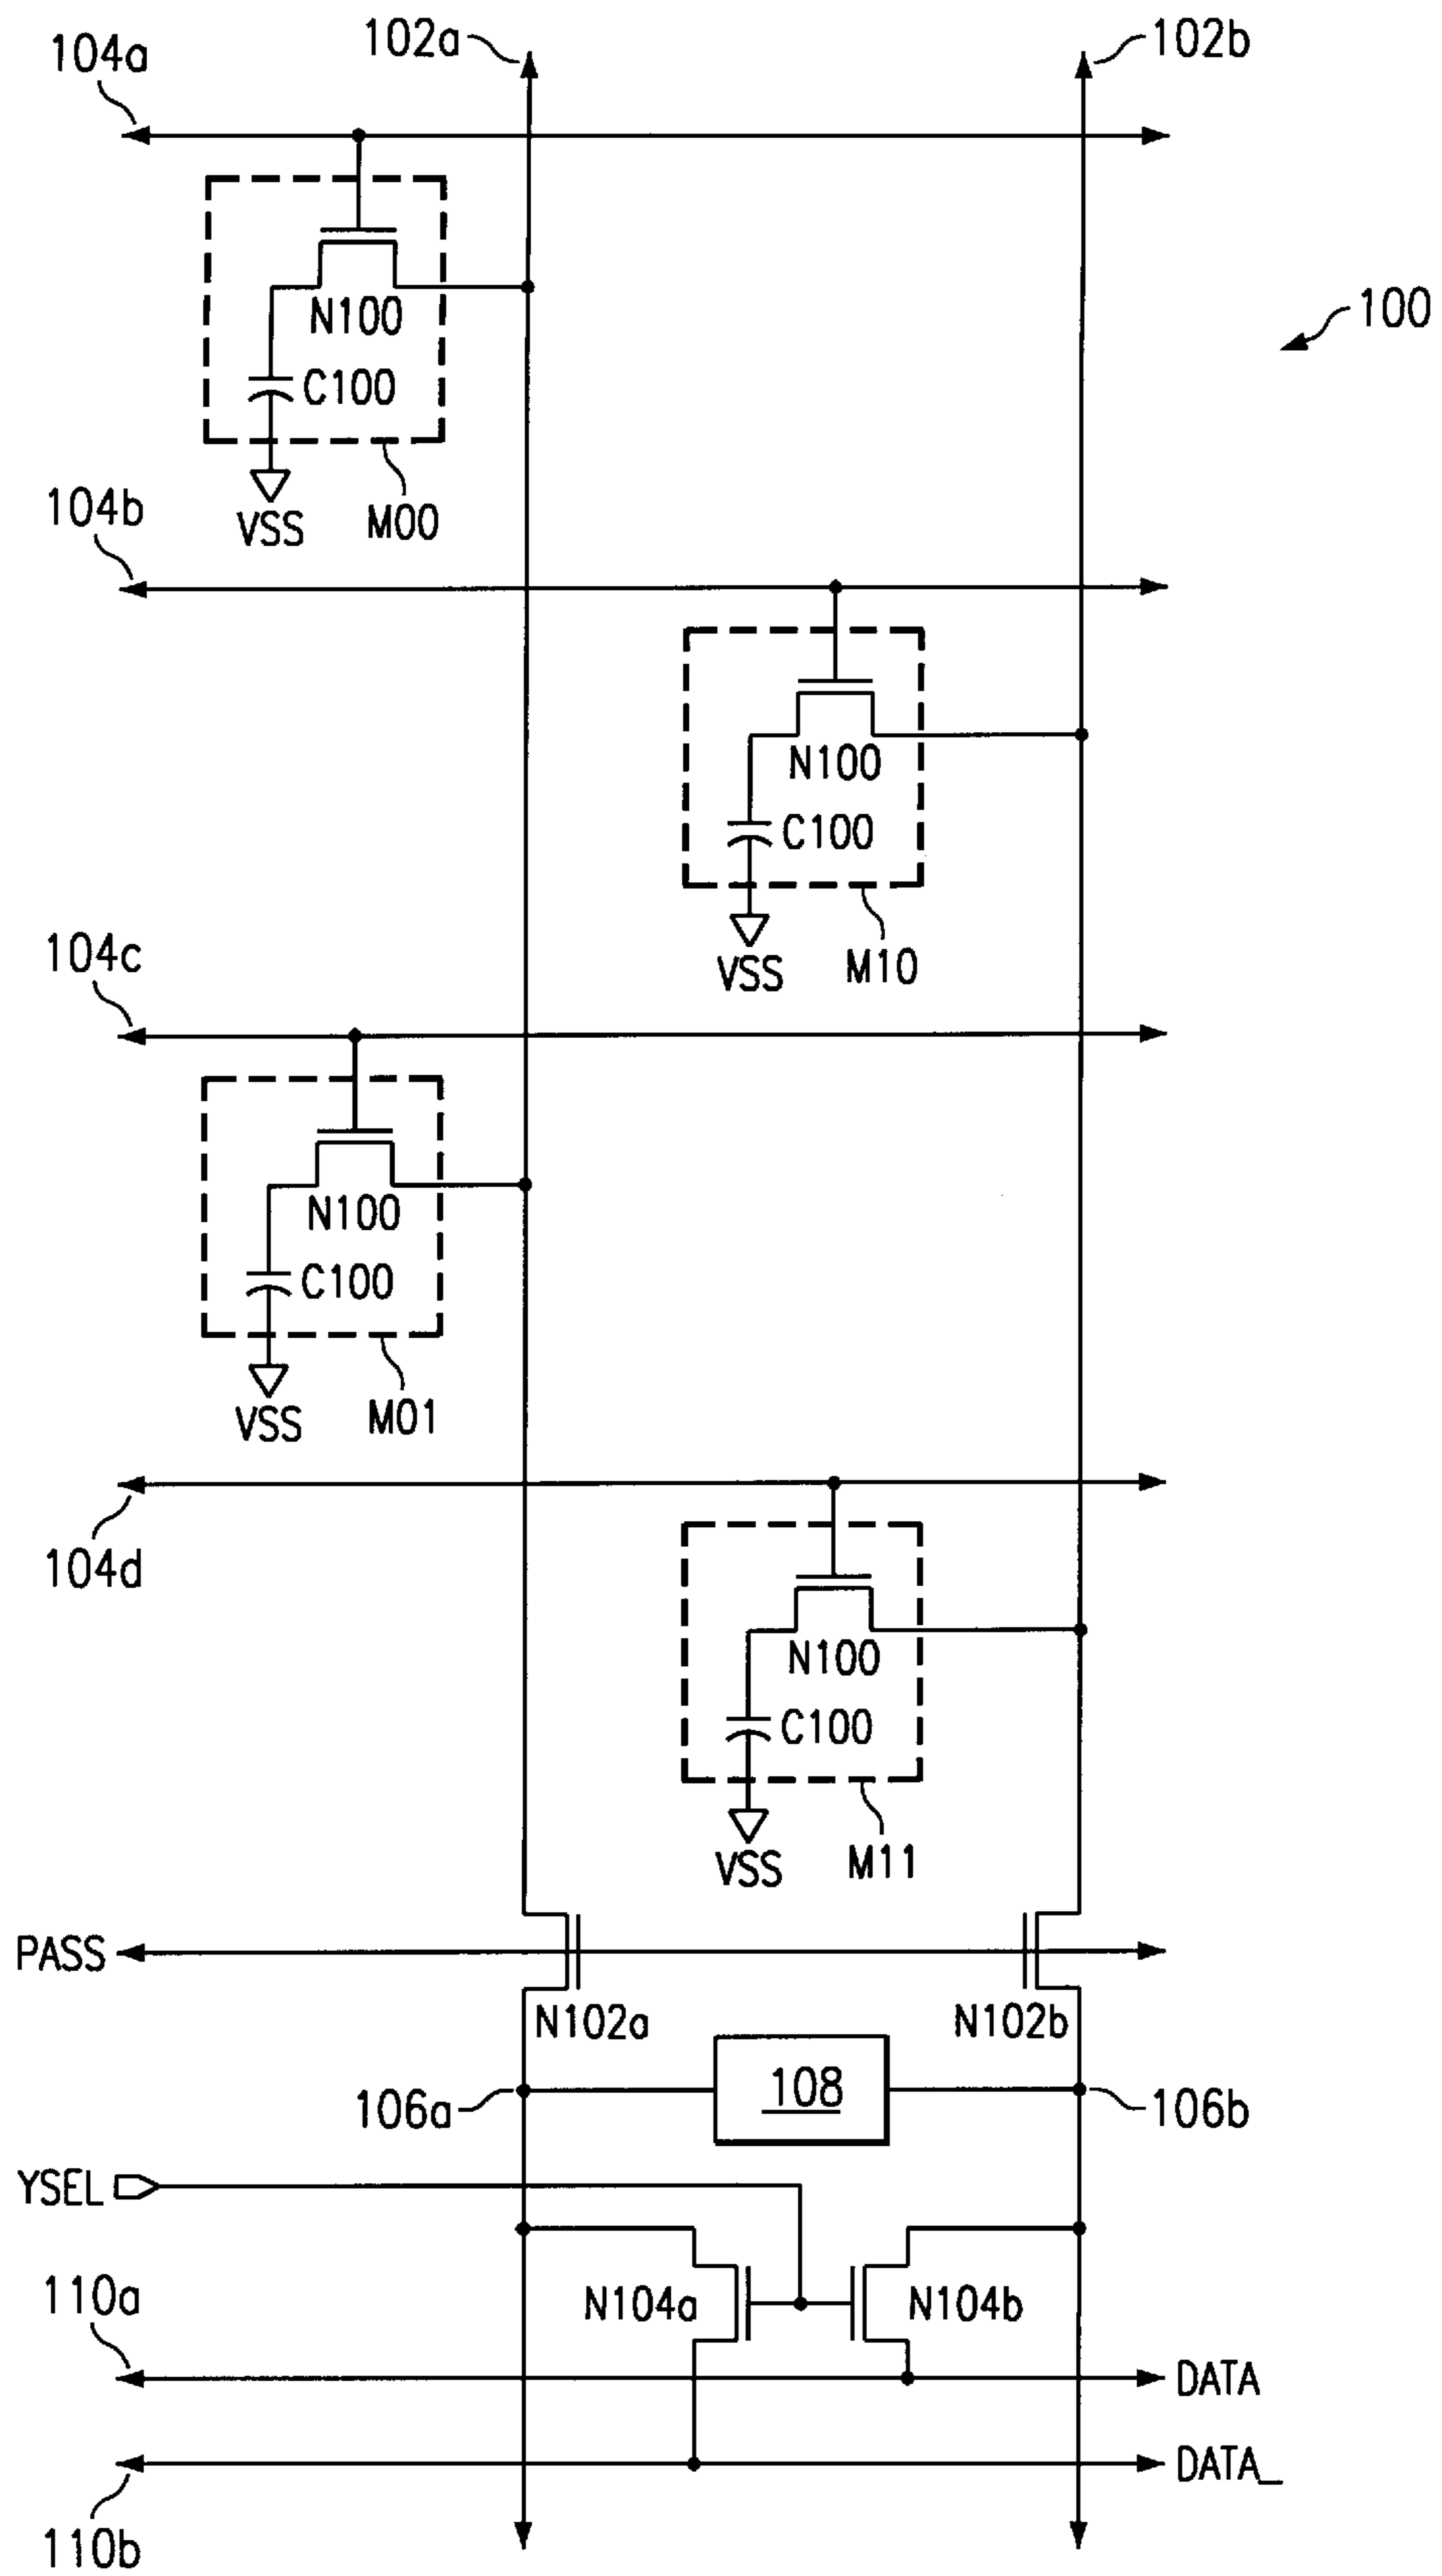 102a
102b
104a
100
N100
C100
VSS
M00
104b
N100
C100
VSS
M10
104c
N100
C100
VSS
M01
104d
N100
C100
VSS
M11
PASS
N102a
N102b
106a
108
106b
YSEL
N104a
N104b
110a
DATA
DATA_
110b